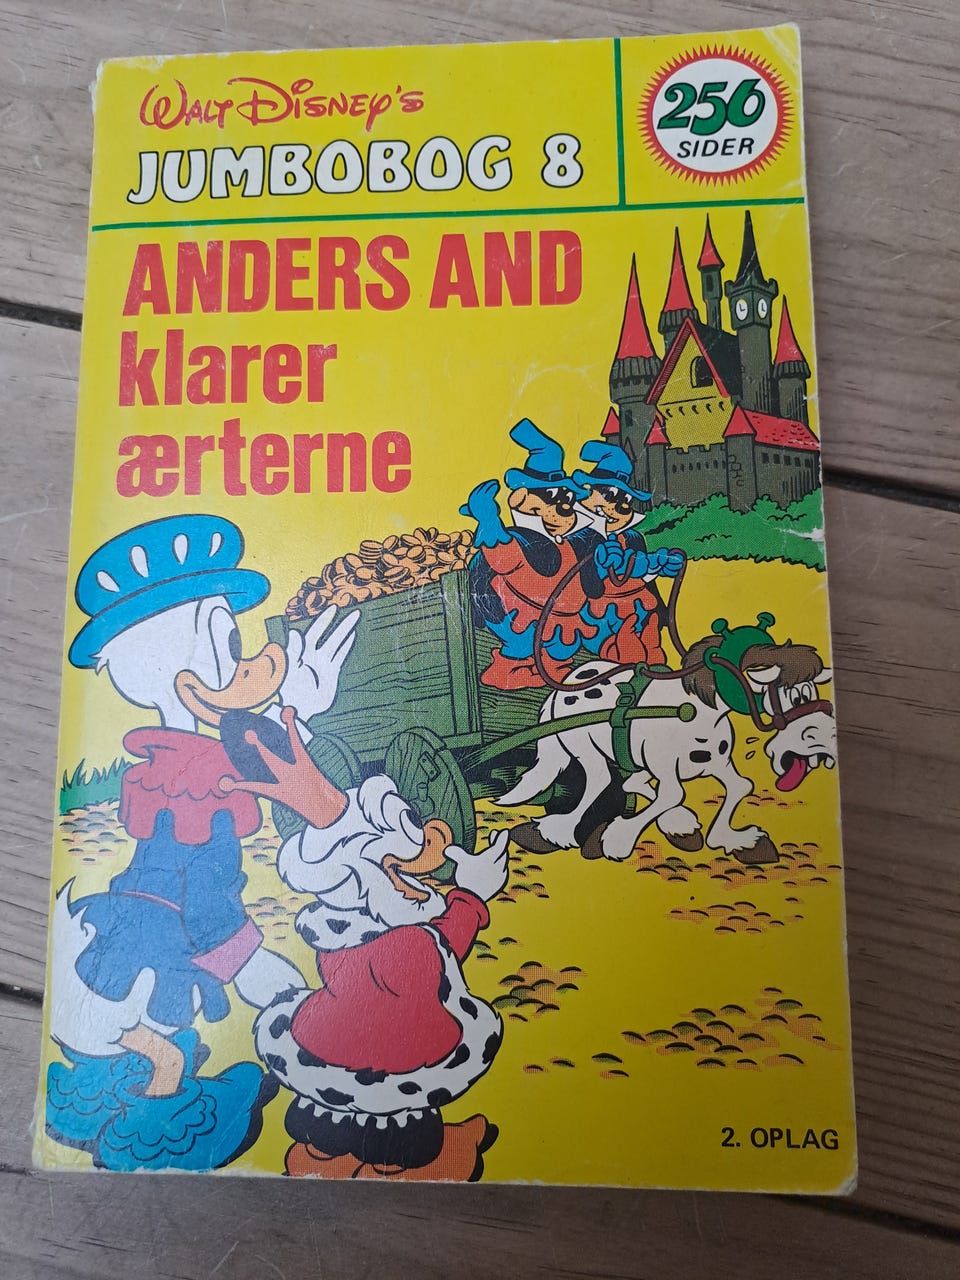 WALT DISNEY'S
JUMBOBOG 8
256
SIDER
ANDERS AND
klarer
ærterne
2. OPLAG